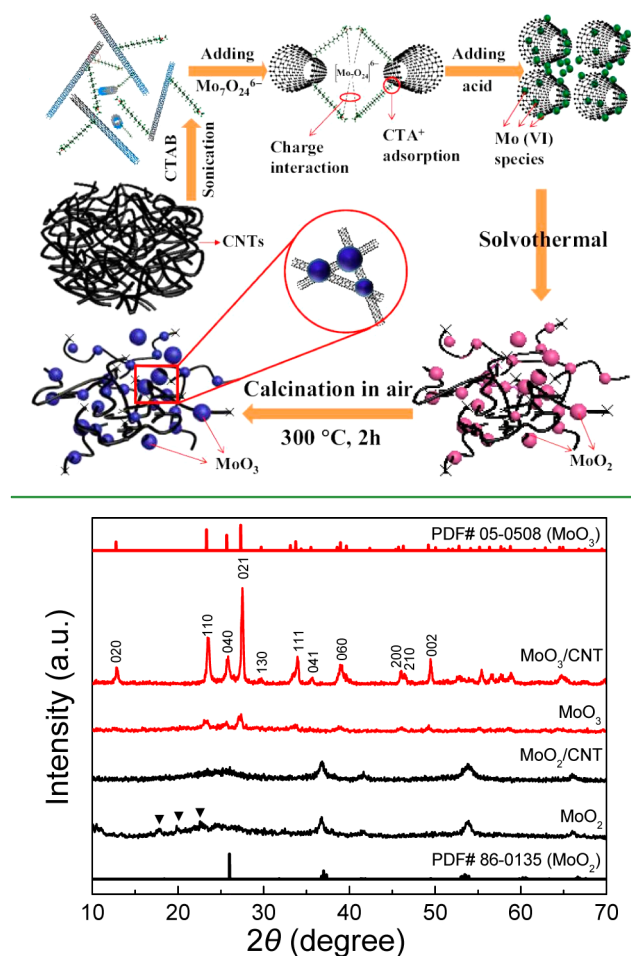 Adding
Mo₇O₂₄⁶⁻
[Mo₇O₂₄]⁶⁻
Adding
acid
Charge
interaction
CTA⁺
adsorption
Mo (VI)
species
CTAB
Sonication
CNTs
Solvothermal
Calcination in air
300 °C, 2h
MoO₃
MoO₂
PDF# 05-0508 (MoO₃)
020
110
040
021
130
111
041
060
200
210
002
MoO₃/CNT
MoO₃
MoO₂/CNT
MoO₂
PDF# 86-0135 (MoO₂)
Intensity (a.u.)
10 20 30 40 50 60 70
2θ (degree)